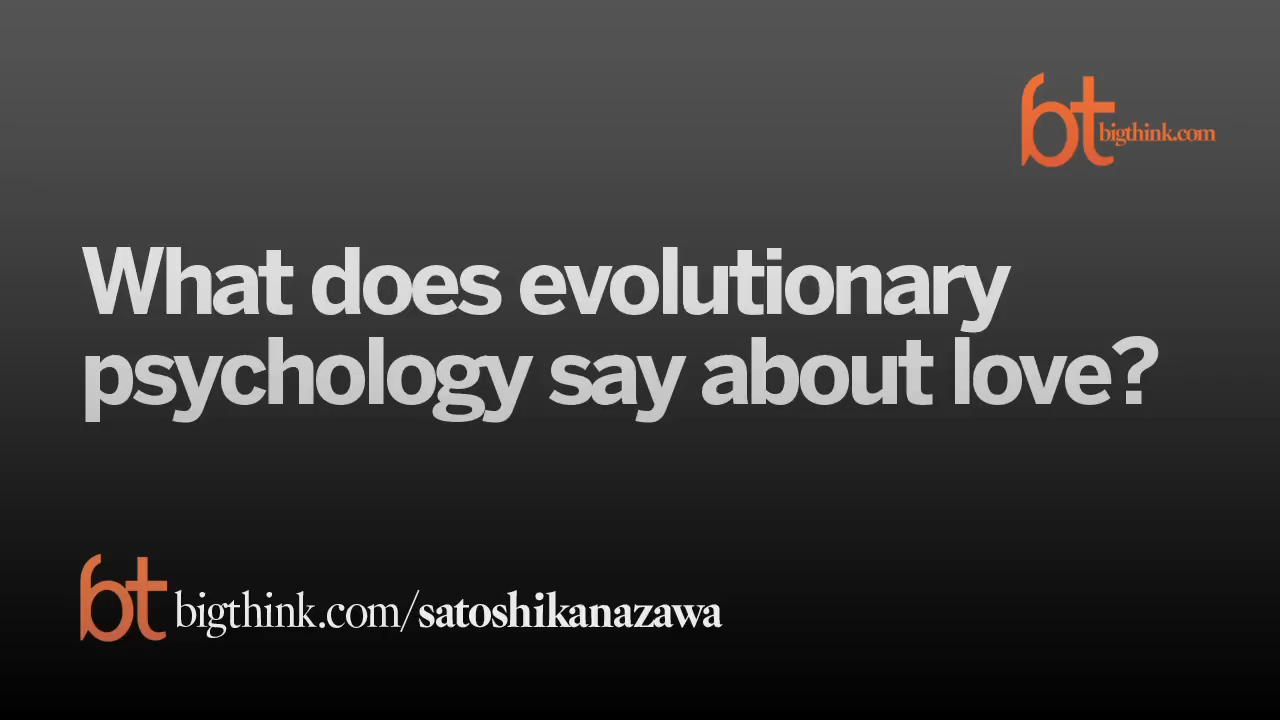 bt bigthink.com
What does evolutionary
psychology say about love?
bt bigthink.com/satoshikanazawa